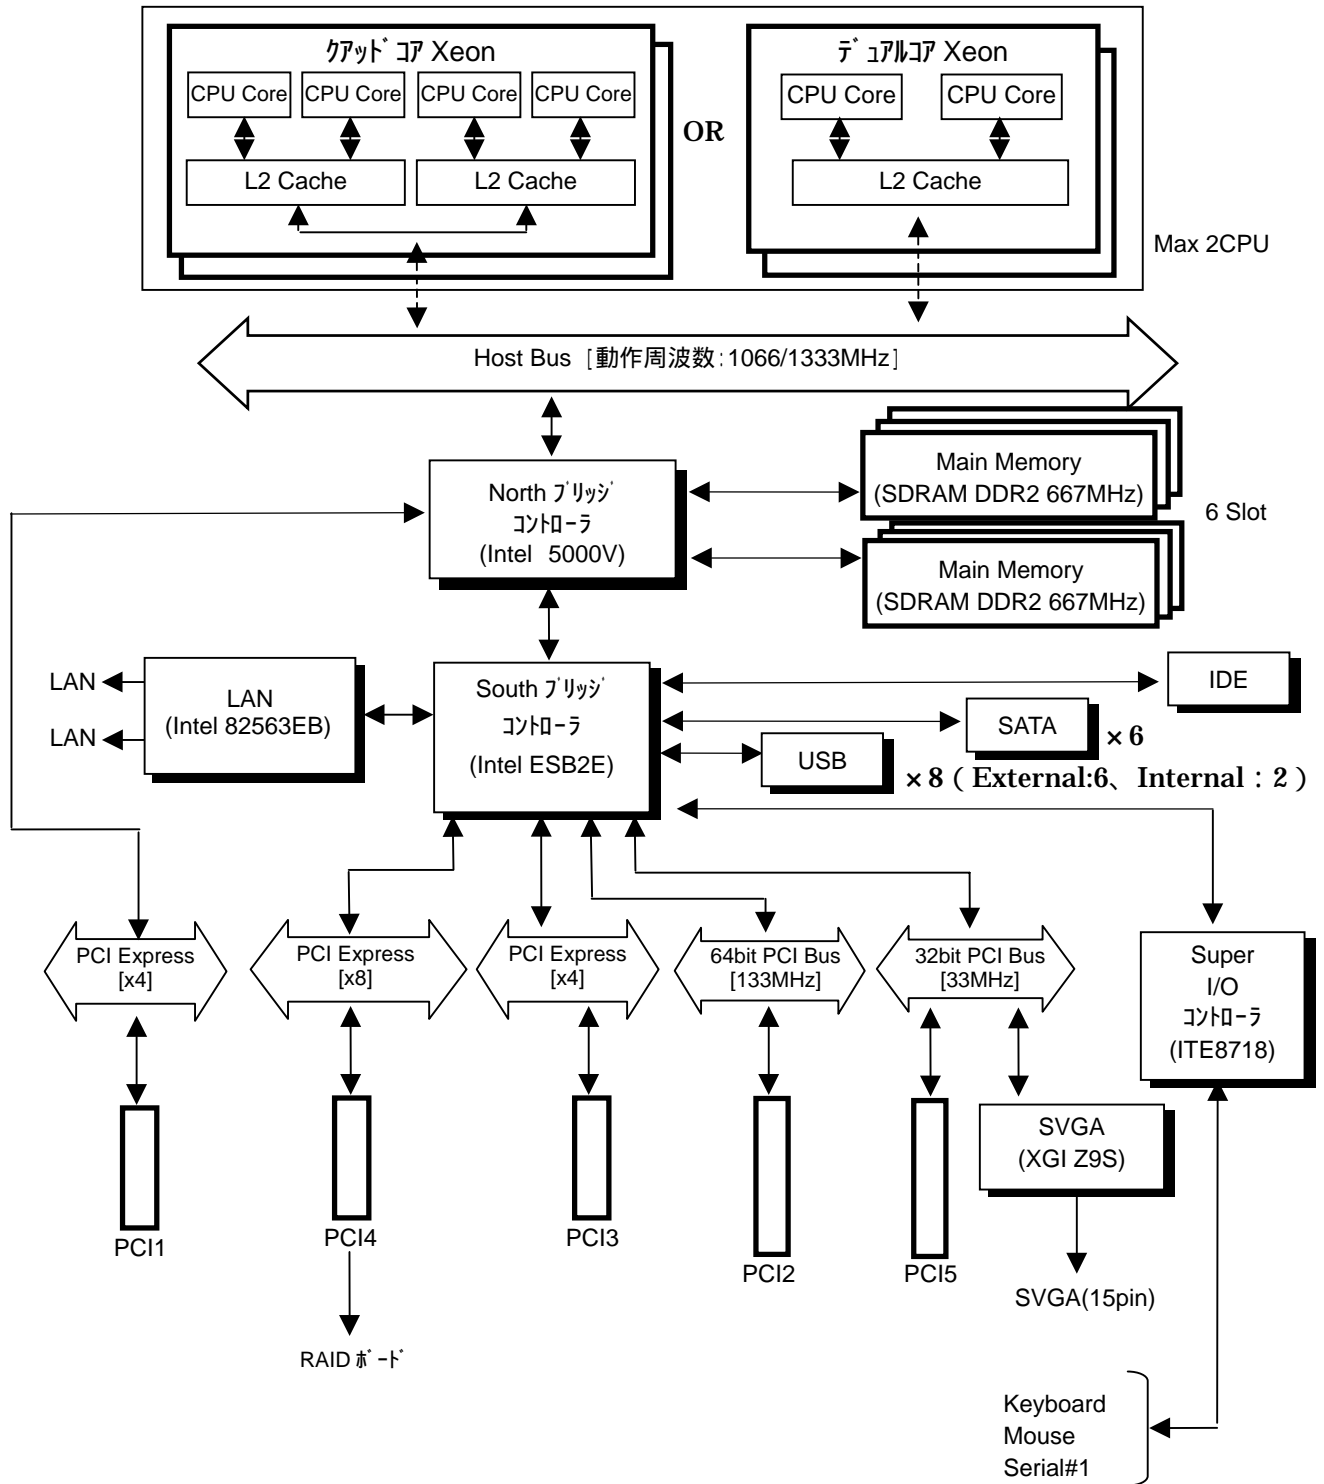 クアッドコア Xeon
CPU Core
CPU Core
CPU Core
CPU Core
L2 Cache
L2 Cache
OR
デュアルコア Xeon
CPU Core
CPU Core
L2 Cache
Max 2CPU
Host Bus [動作周波数:1066/1333MHz]
North ブリッジ
コントローラ
(Intel 5000V)
Main Memory
(SDRAM DDR2 667MHz)
6 Slot
Main Memory
(SDRAM DDR2 667MHz)
LAN
LAN
LAN
(Intel 82563EB)
South ブリッジ
コントローラ
(Intel ESB2E)
IDE
SATA
×6
USB
×8(External:6、Internal:2)
PCI Express
[x4]
PCI Express
[x8]
PCI Express
[x4]
64bit PCI Bus
[133MHz]
32bit PCI Bus
[33MHz]
Super
I/O
コントローラ
(ITE8718)
SVGA
(XGI Z9S)
PCI1
PCI4
PCI3
PCI2
PCI5
SVGA(15pin)
RAID ボード
Keyboard
Mouse
Serial#1